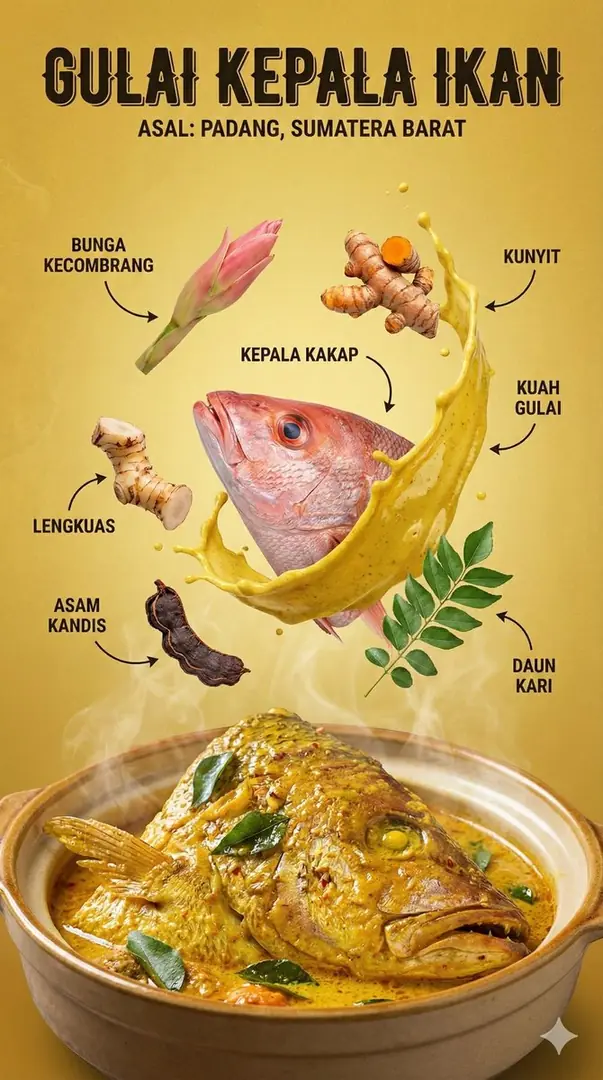 GULAI KEPALA IKAN
ASAL: PADANG, SUMATERA BARAT
BUNGA
KECOMBRANG
KUNYIT
KEPALA KAKAP
KUAH
GULAI
LENGKUAS
ASAM
KANDIS
DAUN
KARI